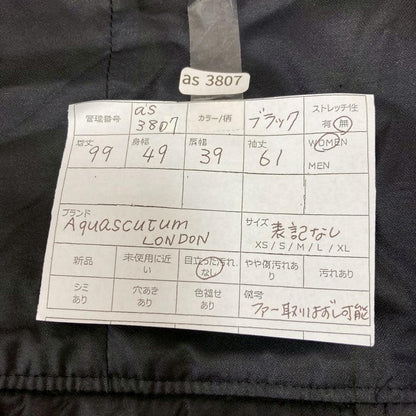 as 3807
管理番号 as 3807 カラー/柄 ブラック ストレッチ性 有 無
着丈 99 身幅 49 肩幅 39 袖丈 61 WOMEN
MEN
ブランド
Aquascutum
LONDON
サイズ
表記なし
XS / S / M / L / XL
新品 未使用に近い 目立った汚れ.なし やや傷汚れあり 汚れあり
シミあり 穴あきあり 色褪せあり 備考
ファー取りはずし可能